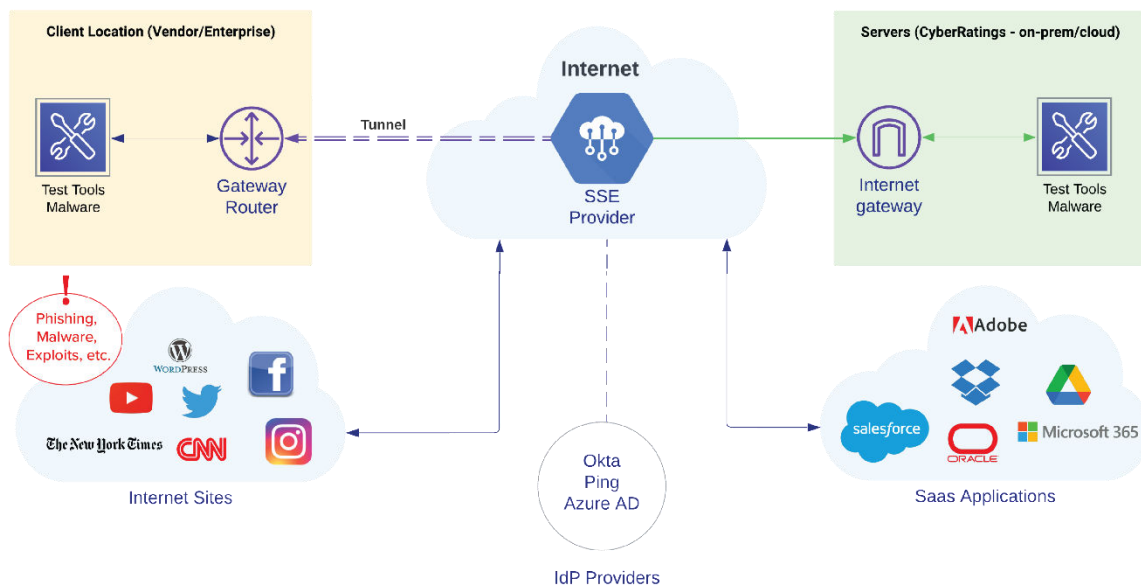 Client Location (Vendor/Enterprise)
Test Tools
Malware
Gateway
Router
Tunnel
Internet
SSE
Provider
Servers (CyberRatings - on-prem/cloud)
Internet
gateway
Test Tools
Malware
!
Phishing,
Malware,
Exploits, etc.
WORDPRESS
The New York Times
CNN
Internet Sites
Okta
Ping
Azure AD
IdP Providers
Adobe
salesforce
ORACLE
Microsoft 365
Saas Applications